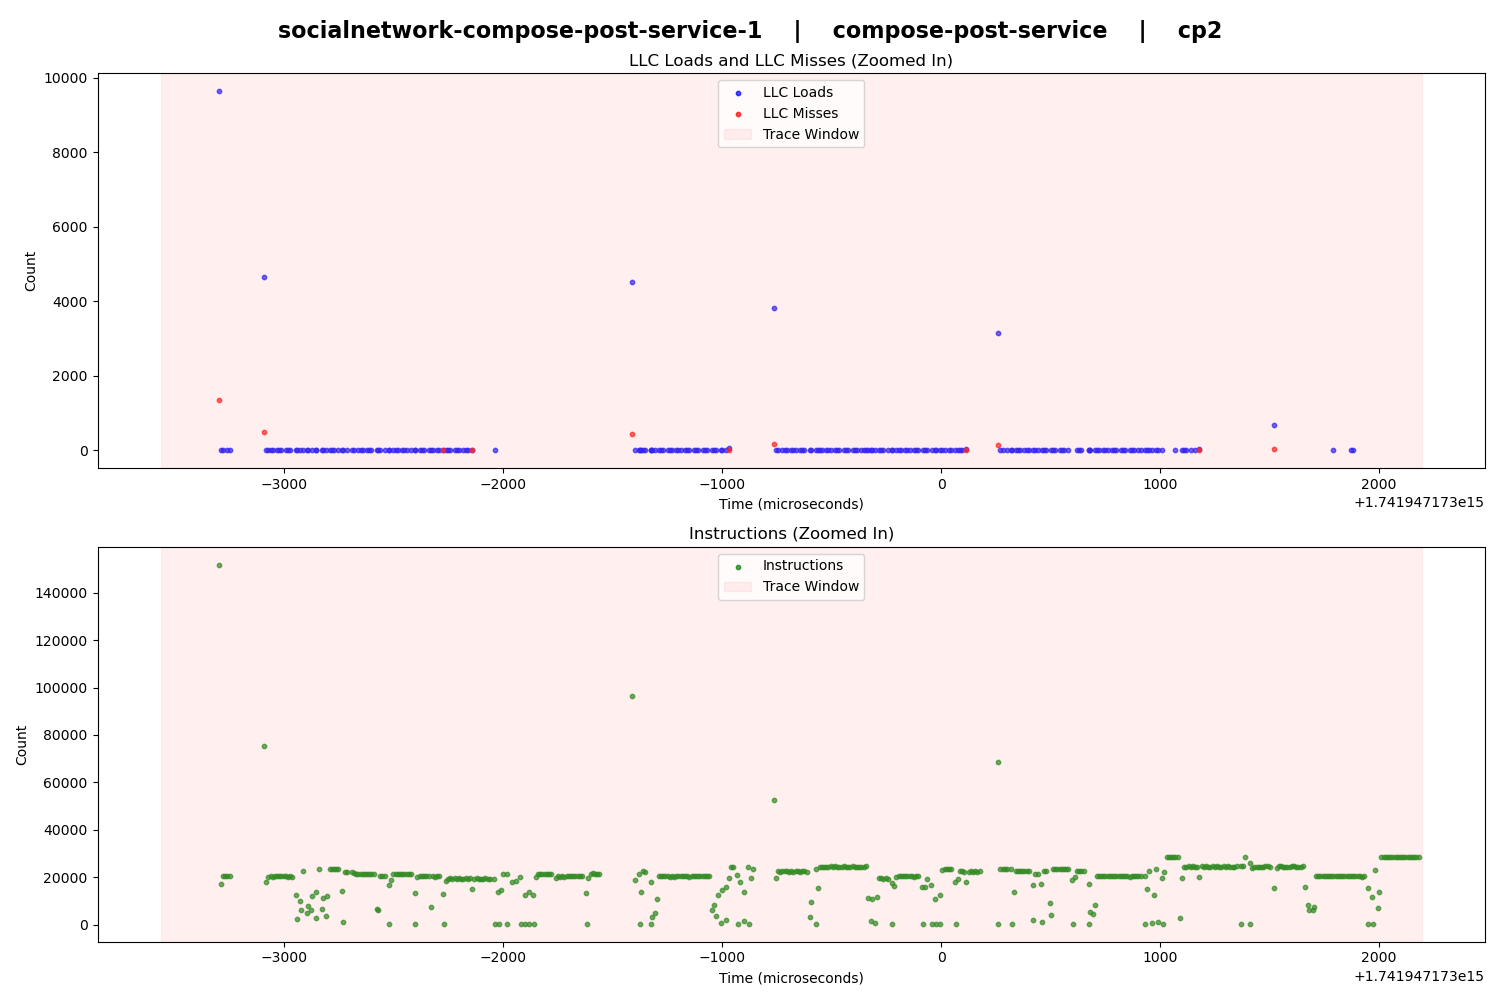 socialnetwork-compose-post-service-1 | compose-post-service | cp2
LLC Loads and LLC Misses (Zoomed In)
10000
8000
6000
4000
2000
0
Count
LLC Loads
LLC Misses
Trace Window
−3000 −2000 −1000 0 1000 2000
Time (microseconds)
+1.741947173e15
Instructions (Zoomed In)
140000
120000
100000
80000
60000
40000
20000
0
Count
Instructions
Trace Window
−3000 −2000 −1000 0 1000 2000
Time (microseconds)
+1.741947173e15